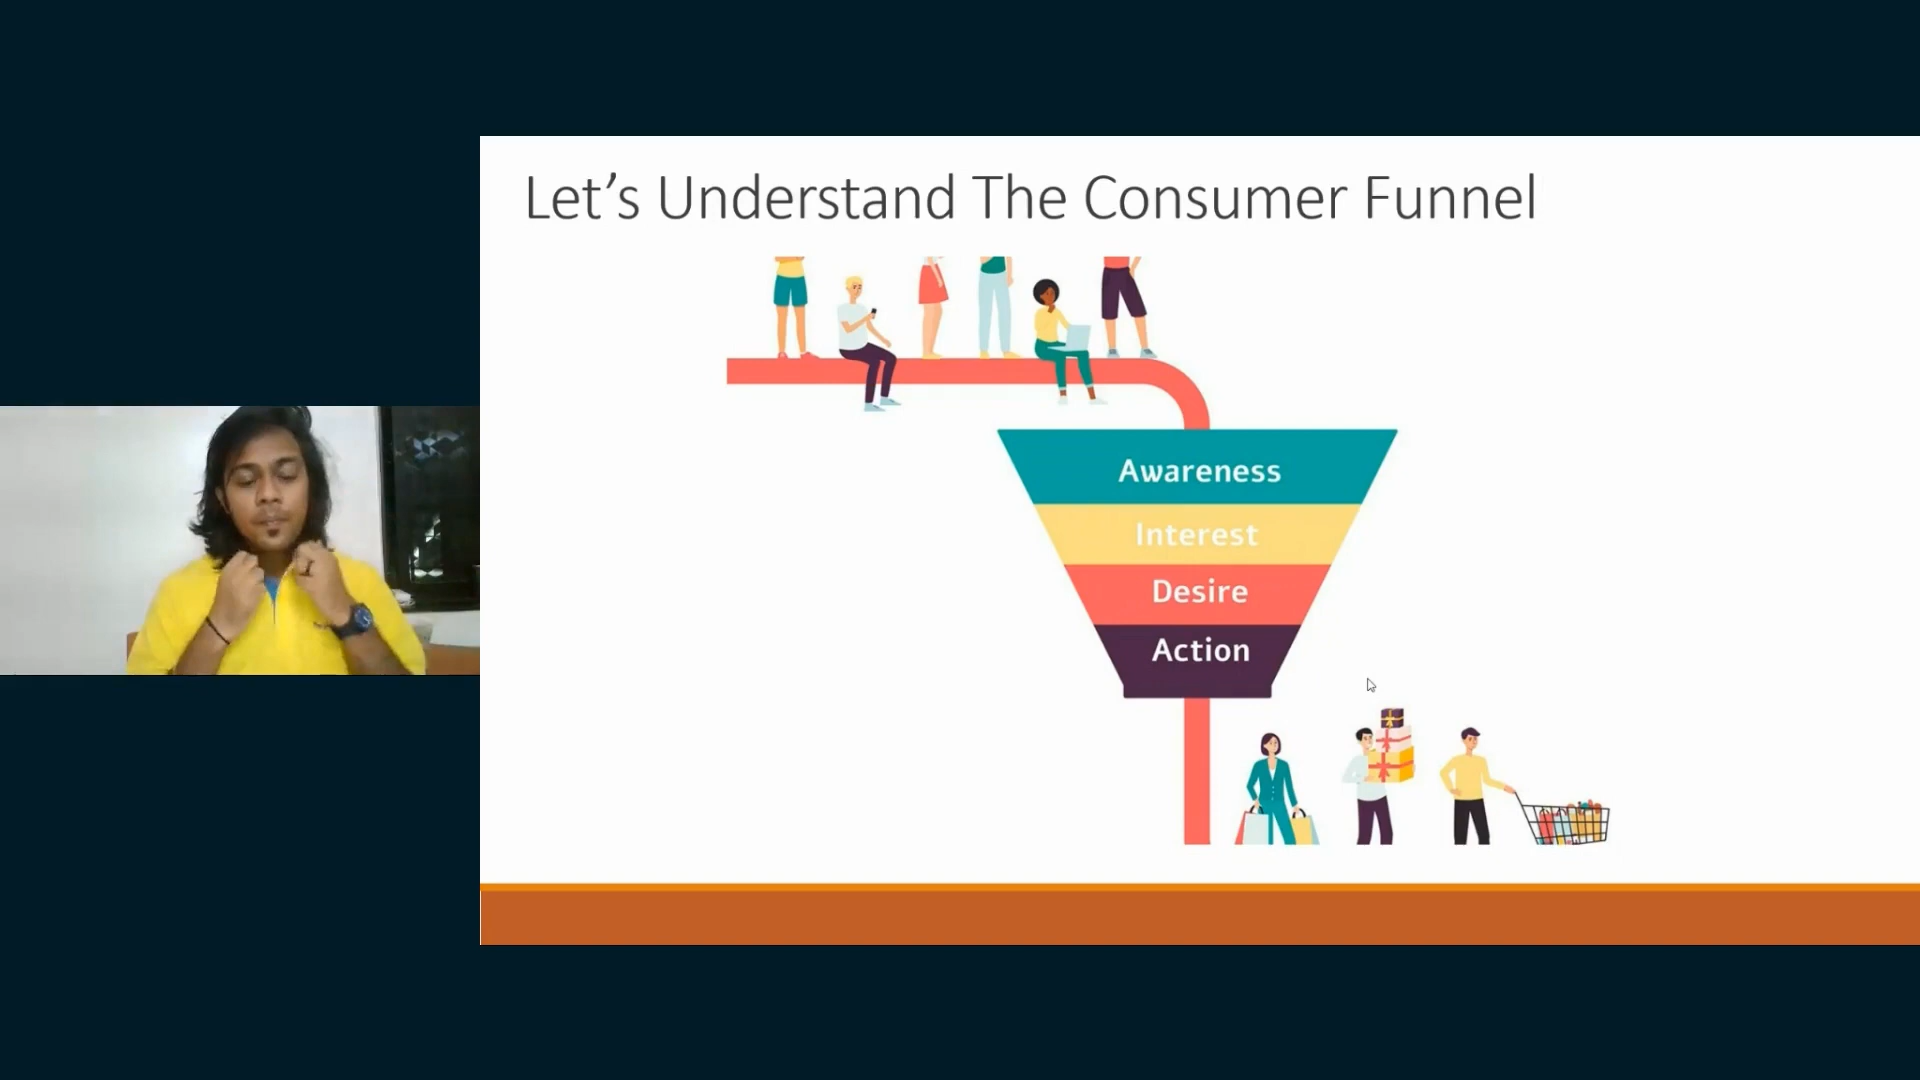 Let’s Understand The Consumer Funnel
Awareness
Interest
Desire
Action